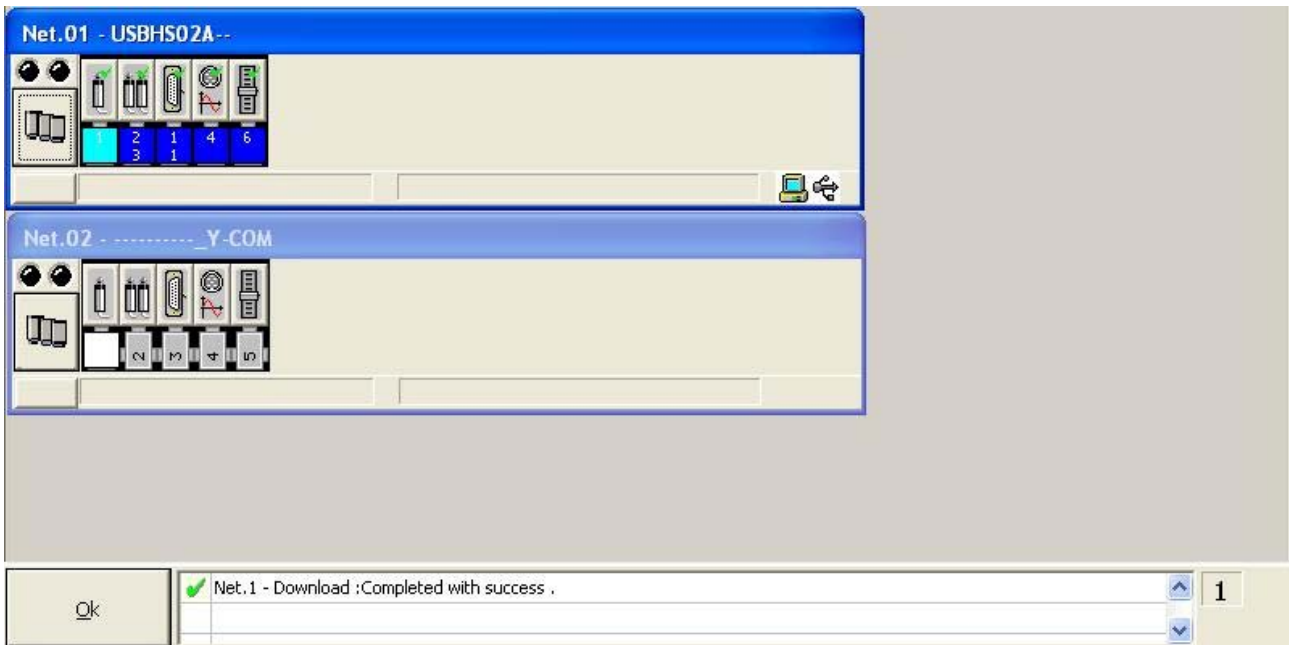 Net.01 - USBHS02A--
1 2 1 4 6
3 1
Net.02 - ----------_Y-COM
2 3 4 5
Net.1 - Download :Completed with success .
1
Ok